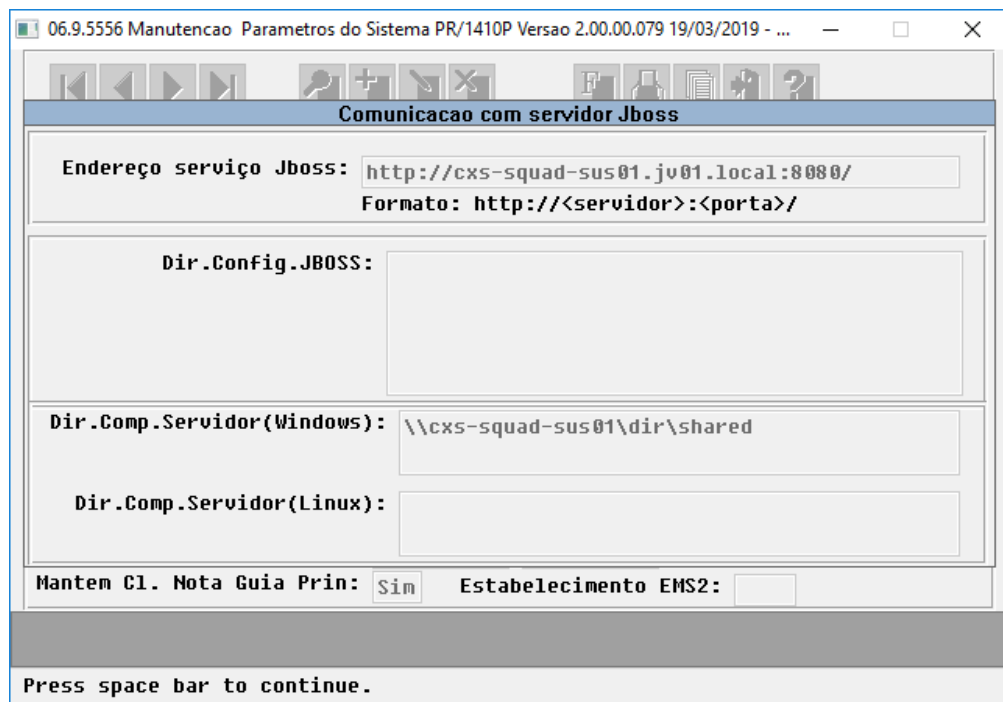 06.9.5556 Manutencao Parametros do Sistema PR/1410P Versao 2.00.00.079 19/03/2019 - ...
Comunicacao com servidor Jboss
Endereço serviço Jboss: http://cxs-squad-sus01.jv01.local:8080/
Formato: http://<servidor>:<porta>/
Dir.Config.JBOSS:
Dir.Comp.Servidor(Windows): \\cxs-squad-sus01\dir\shared
Dir.Comp.Servidor(Linux):
Mantem Cl. Nota Guia Prin: Sim Estabelecimento EMS2:
Press space bar to continue.